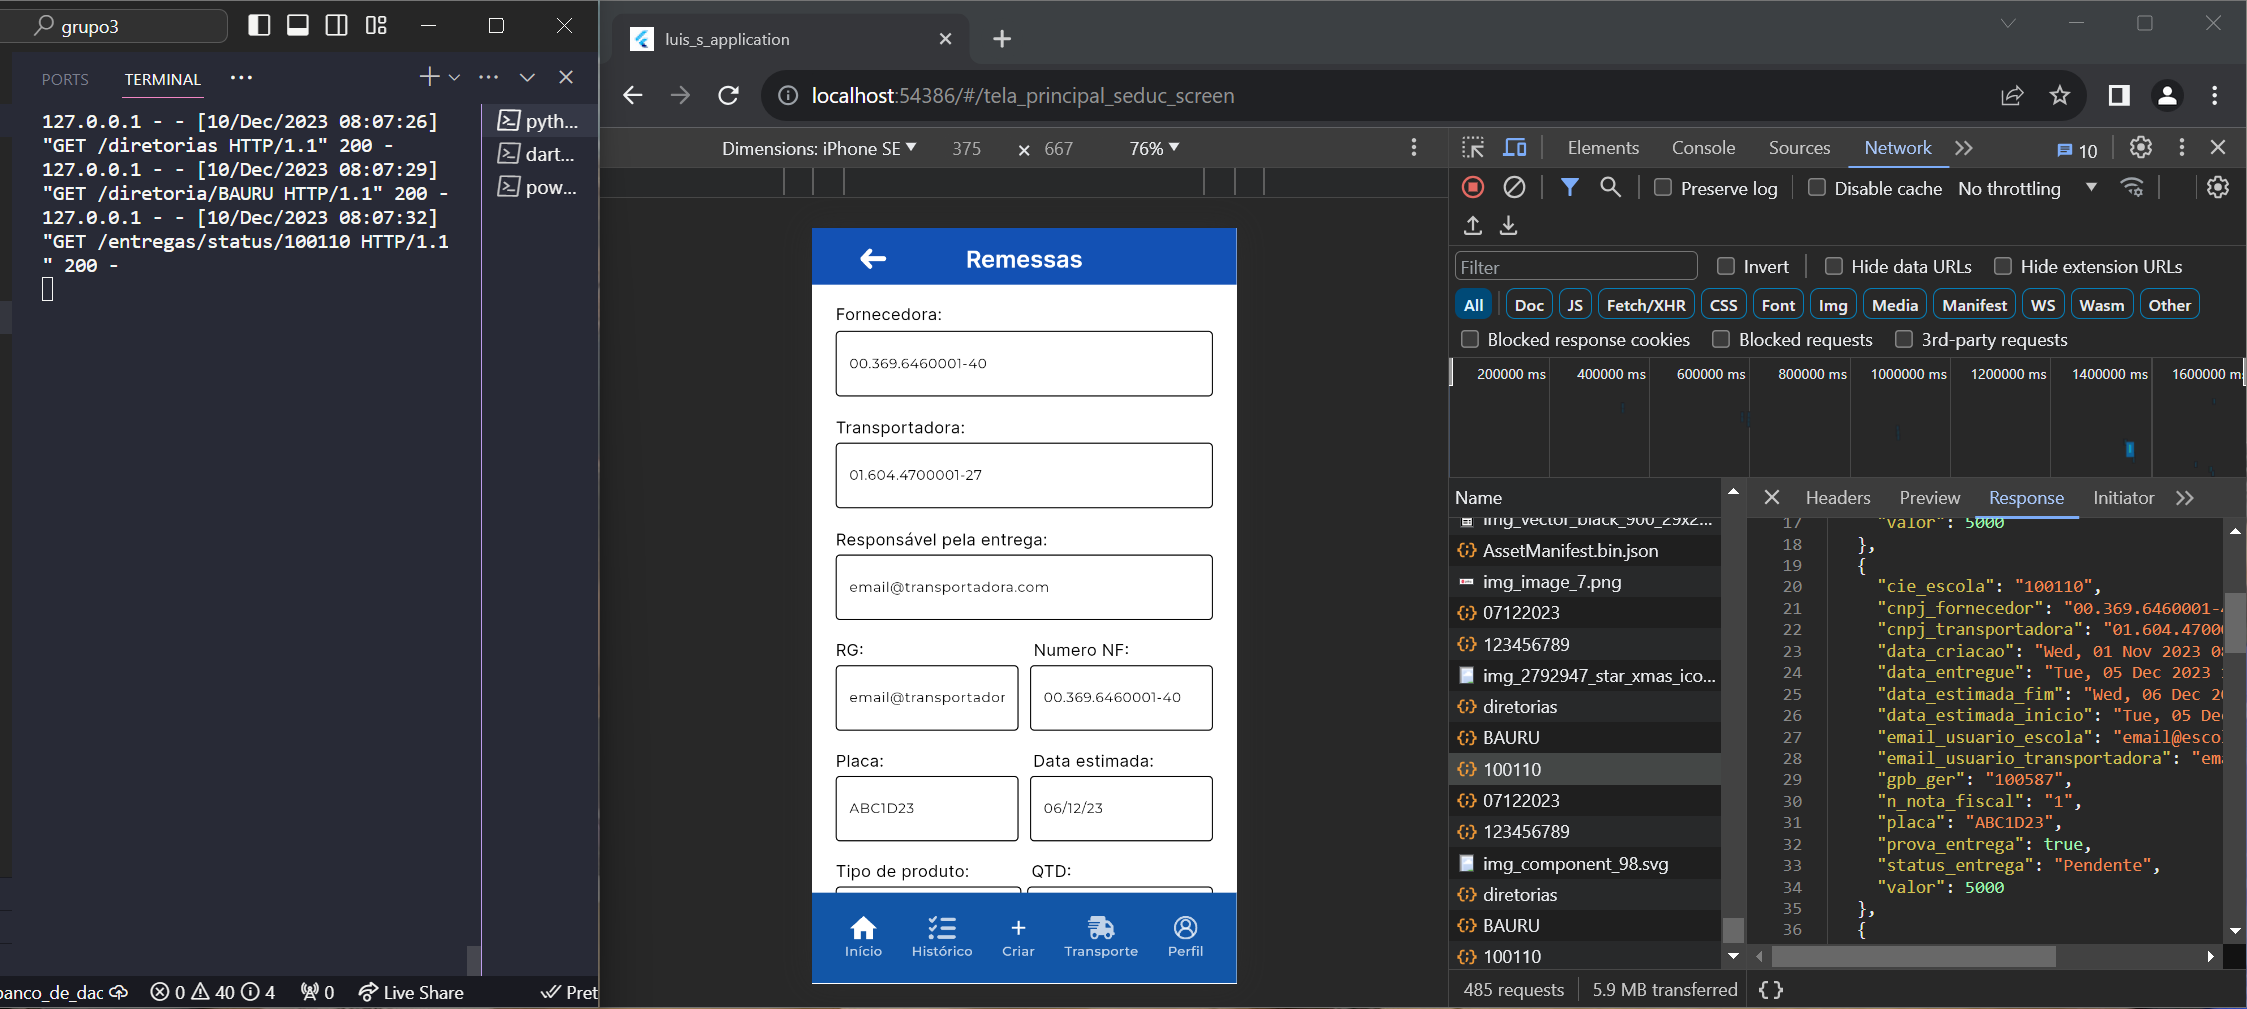 grupo3
PORTS
TERMINAL
127.0.0.1 - - [10/Dec/2023 08:07:26]
"GET /diretorias HTTP/1.1" 200 -
127.0.0.1 - - [10/Dec/2023 08:07:29]
"GET /diretoria/BAURU HTTP/1.1" 200 -
127.0.0.1 - - [10/Dec/2023 08:07:32]
"GET /entregas/status/100110 HTTP/1.1
" 200 -
pyth...
dart...
pow...
0 40 4 0 Live Share Pret
luis_s_application
localhost:54386/#/tela_principal_seduc_screen
Dimensions: iPhone SE 375 × 667 76%
Remessas
Fornecedora:
00.369.6460001-40
Transportadora:
01.604.4700001-27
Responsável pela entrega:
email@transportadora.com
RG: Numero NF:
email@transportador 00.369.6460001-40
Placa: Data estimada:
ABC1D23 06/12/23
Tipo de produto: QTD:
Início Histórico Criar Transporte Perfil
Elements Console Sources Network 10
Preserve log Disable cache No throttling
Filter Invert Hide data URLs Hide extension URLs
All Doc JS Fetch/XHR CSS Font Img Media Manifest WS Wasm Other
Blocked response cookies Blocked requests 3rd-party requests
200000 ms 400000 ms 600000 ms 800000 ms 1000000 ms 1200000 ms 1400000 ms 1600000 m
Name
img_vector_black_900_29x2...
AssetManifest.bin.json
img_image_7.png
07122023
123456789
img_2792947_star_xmas_ico...
diretorias
BAURU
100110
07122023
123456789
img_component_98.svg
diretorias
BAURU
100110
485 requests 5.9 MB transferred
Headers Preview Response Initiator
17 "valor": 5000
18 },
19 {
20 "cie_escola": "100110",
21 "cnpj_fornecedor": "00.369.6460001-
22 "cnpj_transportadora": "01.604.4700
23 "data_criacao": "Wed, 01 Nov 2023 0
24 "data_entregue": "Tue, 05 Dec 2023
25 "data_estimada_fim": "Wed, 06 Dec 2
26 "data_estimada_inicio": "Tue, 05 De
27 "email_usuario_escola": "email@esco
28 "email_usuario_transportadora": "em
29 "gpb_ger": "100587",
30 "n_nota_fiscal": "1",
31 "placa": "ABC1D23",
32 "prova_entrega": true,
33 "status_entrega": "Pendente",
34 "valor": 5000
35 },
36 {
{}